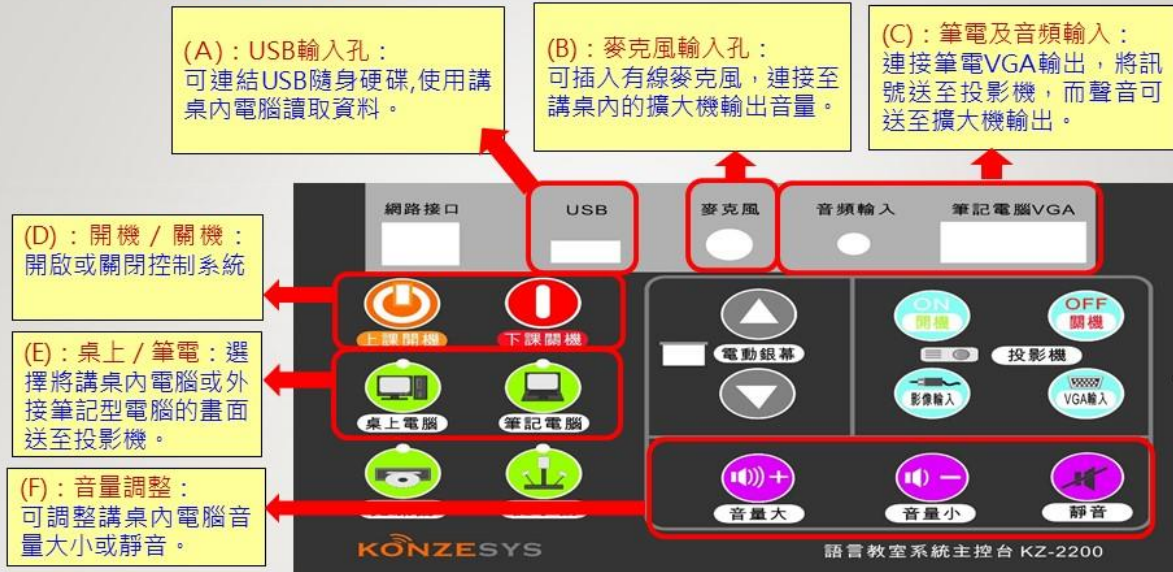 (A)：USB輸入孔：
可連結USB隨身硬碟,使用講
桌內電腦讀取資料。
(B)：麥克風輸入孔：
可插入有線麥克風，連接至
講桌內的擴大機輸出音量。
(C)：筆電及音頻輸入：
連接筆電VGA輸出，將訊
號送至投影機，而聲音可
送至擴大機輸出。
網路接口
USB
麥克風
音頻輸入
筆記電腦VGA
(D)：開機 / 關機：
開啟或關閉控制系統
上課開機
下課關機
電動銀幕
ON
開機
OFF
關機
投影機
影像輸入
VGA輸入
(E)：桌上 / 筆電：選
擇將講桌內電腦或外
接筆記型電腦的畫面
送至投影機。
桌上電腦
筆記電腦
(F)：音量調整：
可調整講桌內電腦音
量大小或靜音。
音量大
音量小
靜音
KONZESYS
語言教室系統主控台 KZ-2200